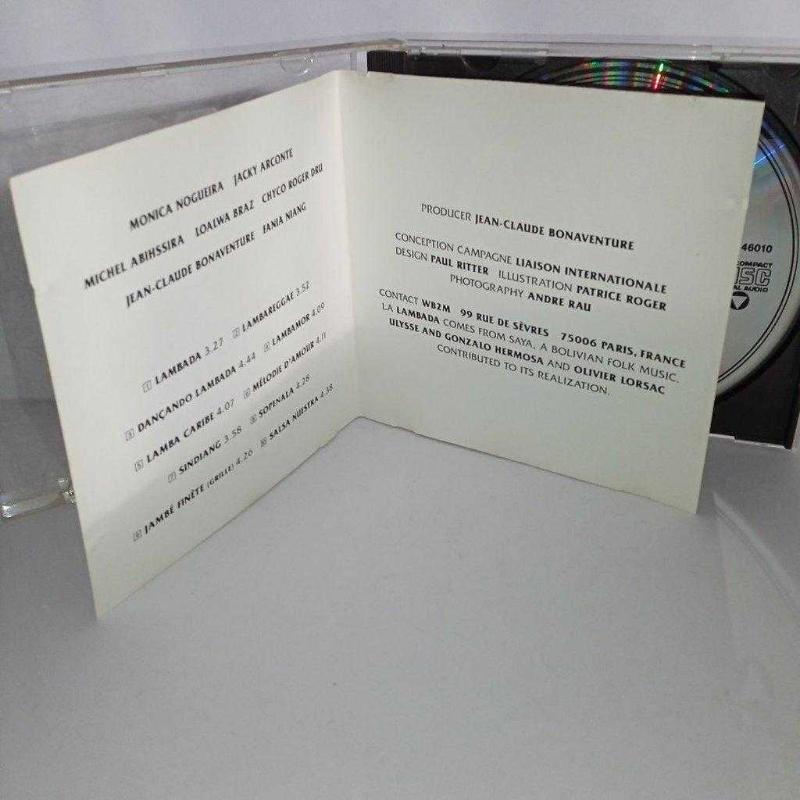 MONICA NOGUEIRA JACKY ARCONTE
MICHEL ABIHSSIRA LOALWA BRAZ CHYCO ROGER DRU
JEAN-CLAUDE BONAVENTURE FANIA NIANG
1 LAMBADA 3.27 2 LAMBAREGGAE 3.52
3 DANÇANDO LAMBADA 4.44 4 LAMBAMOR 4.09
5 LAMBA CARIBE 4.07 6 MÉLODIE D'AMOUR 4.11
7 SINDIANG 3.58 8 SOPENALA 4.28
9 JAMBÉ FINÈTE (GRILLE) 4.26 10 SALSA NUESTRA 4.38
PRODUCER JEAN-CLAUDE BONAVENTURE
CONCEPTION CAMPAGNE LIAISON INTERNATIONALE
DESIGN PAUL RITTER ILLUSTRATION PATRICE ROGER
PHOTOGRAPHY ANDRE RAU
CONTACT WB2M 99 RUE DE SÈVRES 75006 PARIS, FRANCE
LA LAMBADA COMES FROM SAYA, A BOLIVIAN FOLK MUSIC.
ULYSSE AND GONZALO HERMOSA AND OLIVIER LORSAC
CONTRIBUTED TO ITS REALIZATION.
46010
COMPACT
DISC
AL AUDIO